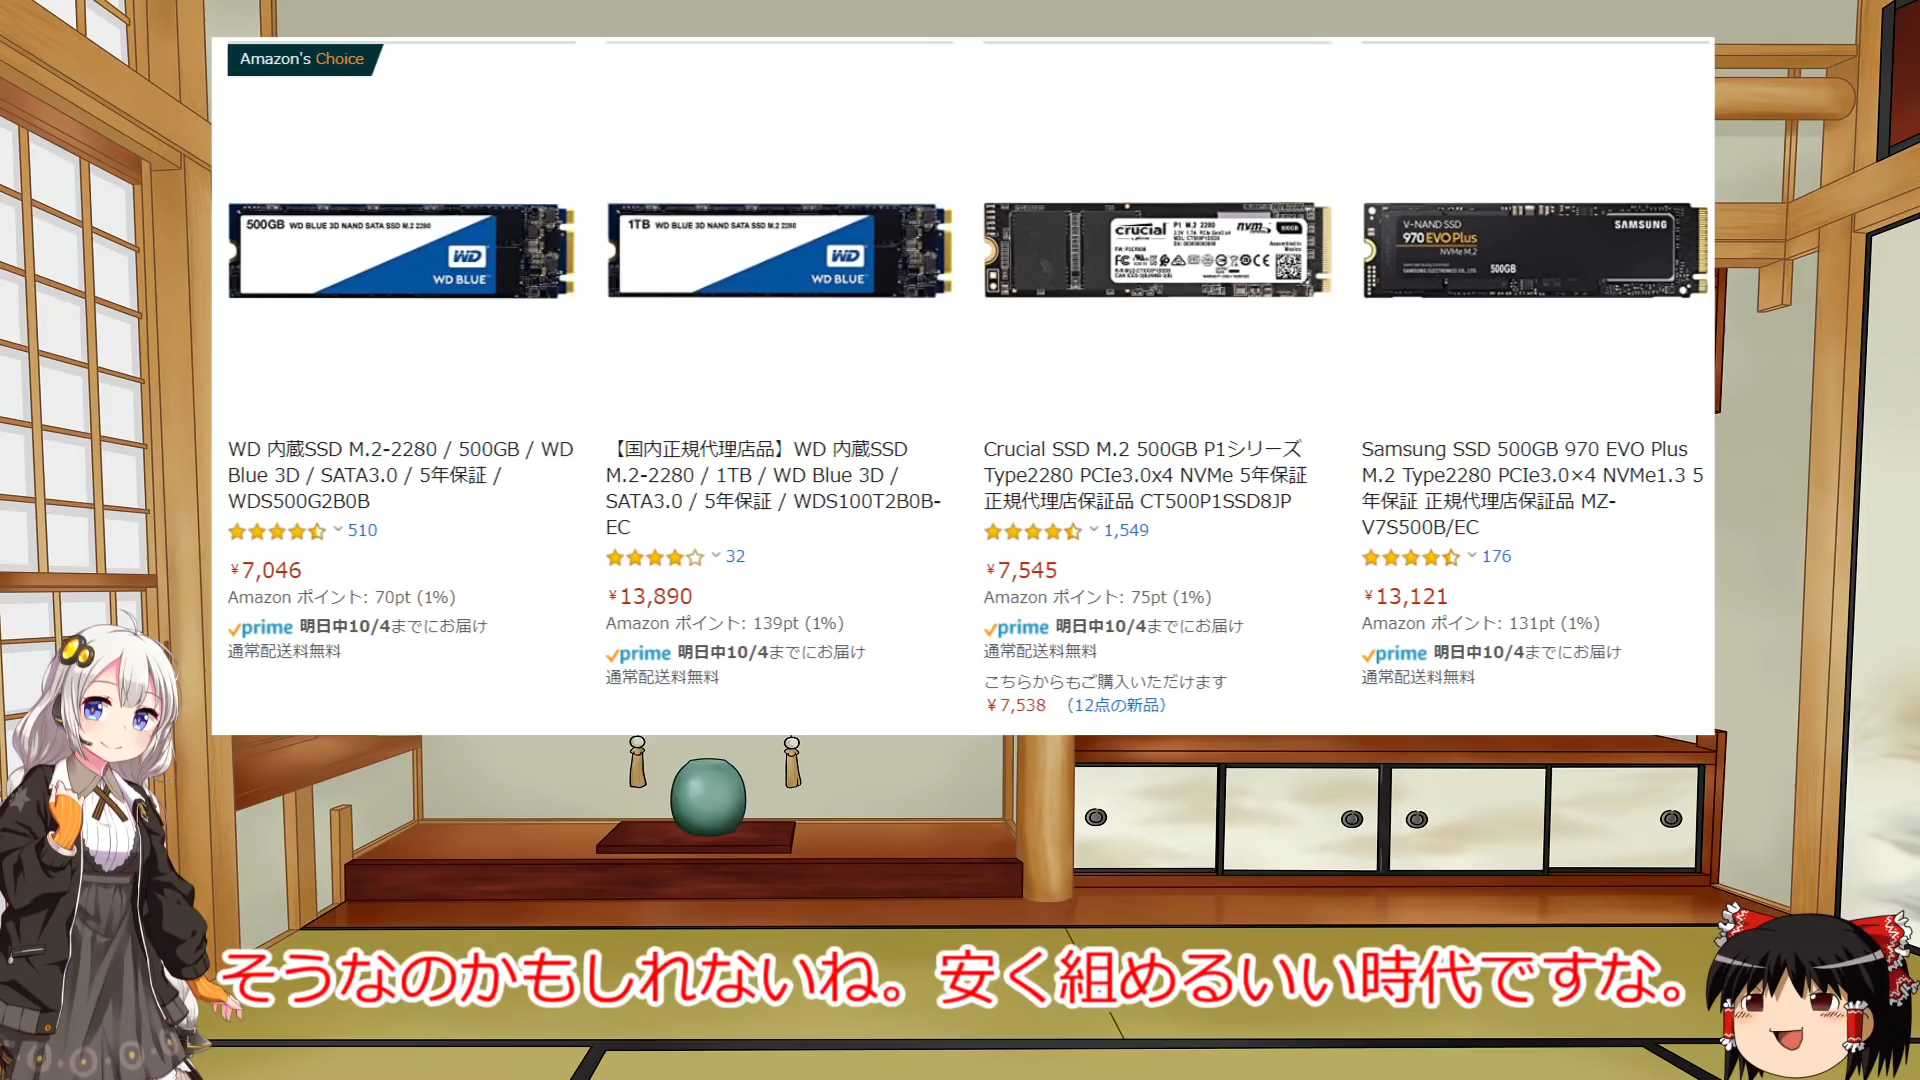 Amazon's Choice
500GB WD BLUE 3D NAND SATA SSD M.2 2280
WD
WD BLUE
1TB WD BLUE 3D NAND SATA SSD M.2 2280
WD
WD BLUE
crucial P1 M.2 2280 nvm 500GB
Assembled in
Mexico
V-NAND SSD
970 EVO Plus
NVMe M.2
SAMSUNG
500GB
WD 内蔵SSD M.2-2280 / 500GB / WD
Blue 3D / SATA3.0 / 5年保証 /
WDS500G2B0B
510
¥7,046
Amazon ポイント: 70pt (1%)
prime 明日中10/4までにお届け
通常配送料無料
【国内正規代理店品】WD 内蔵SSD
M.2-2280 / 1TB / WD Blue 3D /
SATA3.0 / 5年保証 / WDS100T2B0B-
EC
32
¥13,890
Amazon ポイント: 139pt (1%)
prime 明日中10/4までにお届け
通常配送料無料
Crucial SSD M.2 500GB P1シリーズ
Type2280 PCIe3.0x4 NVMe 5年保証
正規代理店保証品 CT500P1SSD8JP
1,549
¥7,545
Amazon ポイント: 75pt (1%)
prime 明日中10/4までにお届け
通常配送料無料
こちらからもご購入いただけます
¥7,538 （12点の新品）
Samsung SSD 500GB 970 EVO Plus
M.2 Type2280 PCIe3.0×4 NVMe1.3 5
年保証 正規代理店保証品 MZ-
V7S500B/EC
176
¥13,121
Amazon ポイント: 131pt (1%)
prime 明日中10/4までにお届け
通常配送料無料
そうなのかもしれないね。安く組めるいい時代ですな。